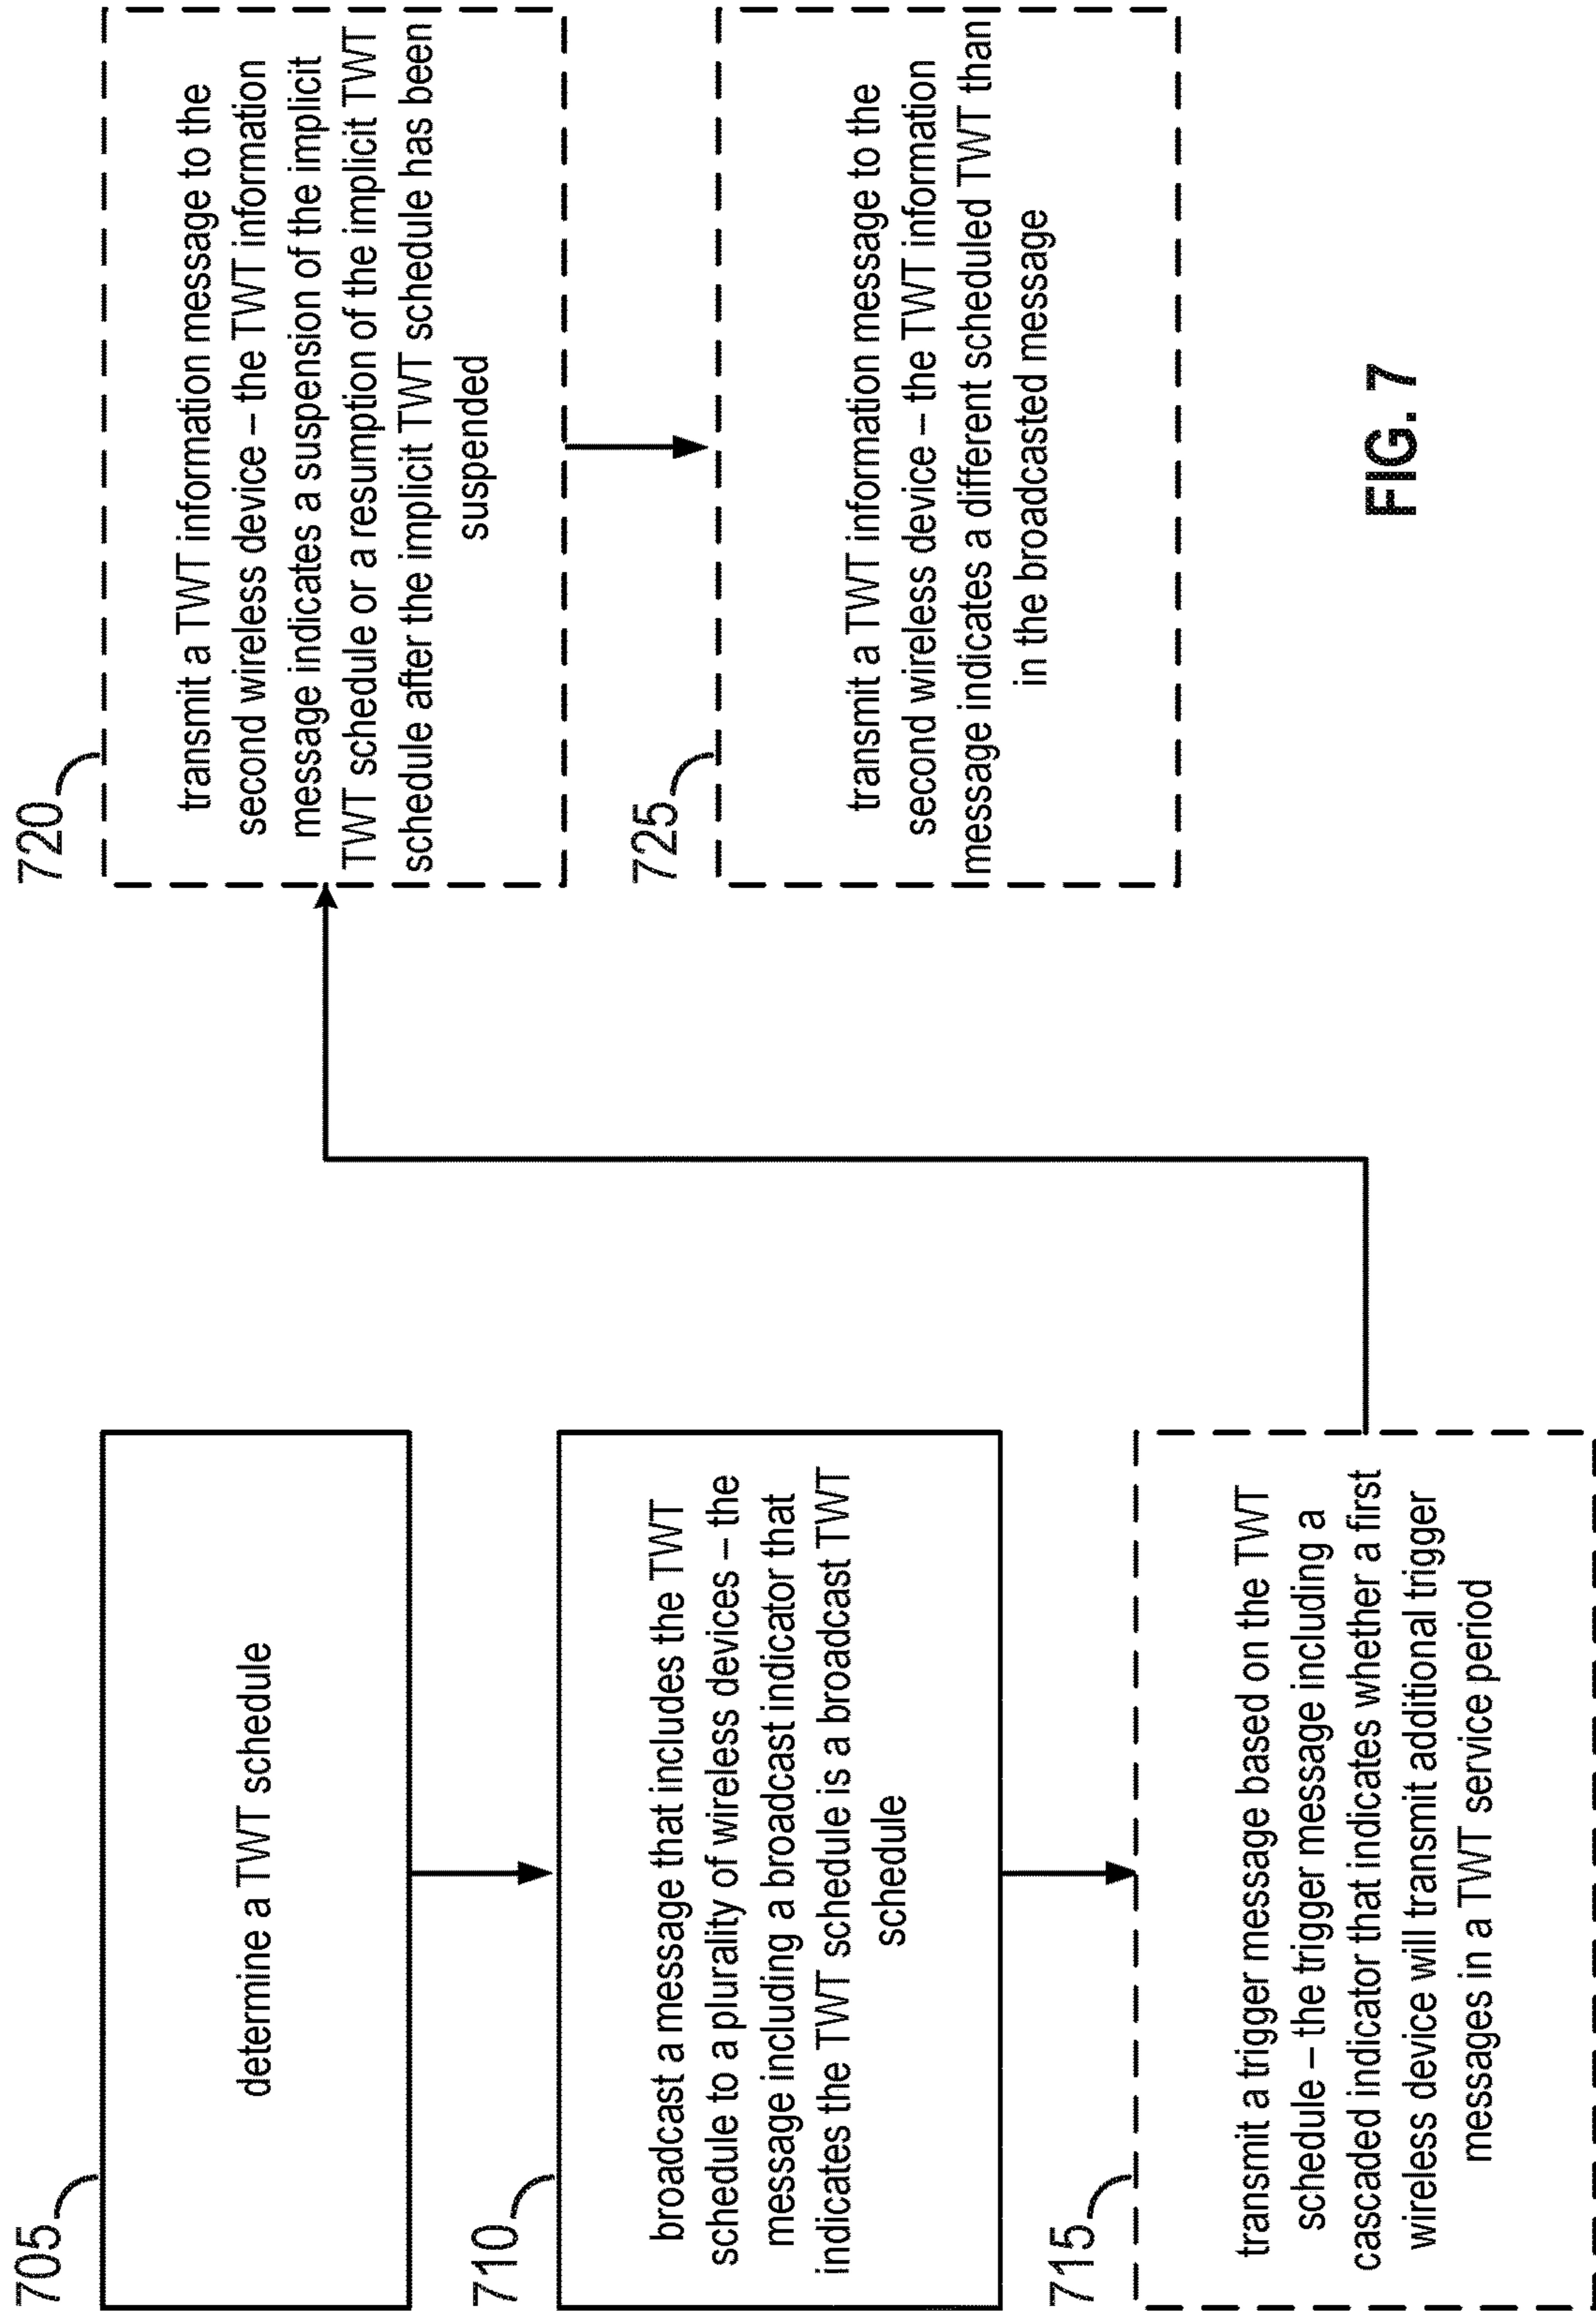 705
determine a TWT schedule
710
broadcast a message that includes the TWT
schedule to a plurality of wireless devices – the
message including a broadcast indicator that
indicates the TWT schedule is a broadcast TWT
schedule
715
transmit a trigger message based on the TWT
schedule – the trigger message including a
cascaded indicator that indicates whether a first
wireless device will transmit additional trigger
messages in a TWT service period
720
transmit a TWT information message to the
second wireless device – the TWT information
message indicates a suspension of the implicit
TWT schedule or a resumption of the implicit TWT
schedule after the implicit TWT schedule has been
suspended
725
transmit a TWT information message to the
second wireless device – the TWT information
message indicates a different scheduled TWT than
in the broadcasted message
FIG. 7